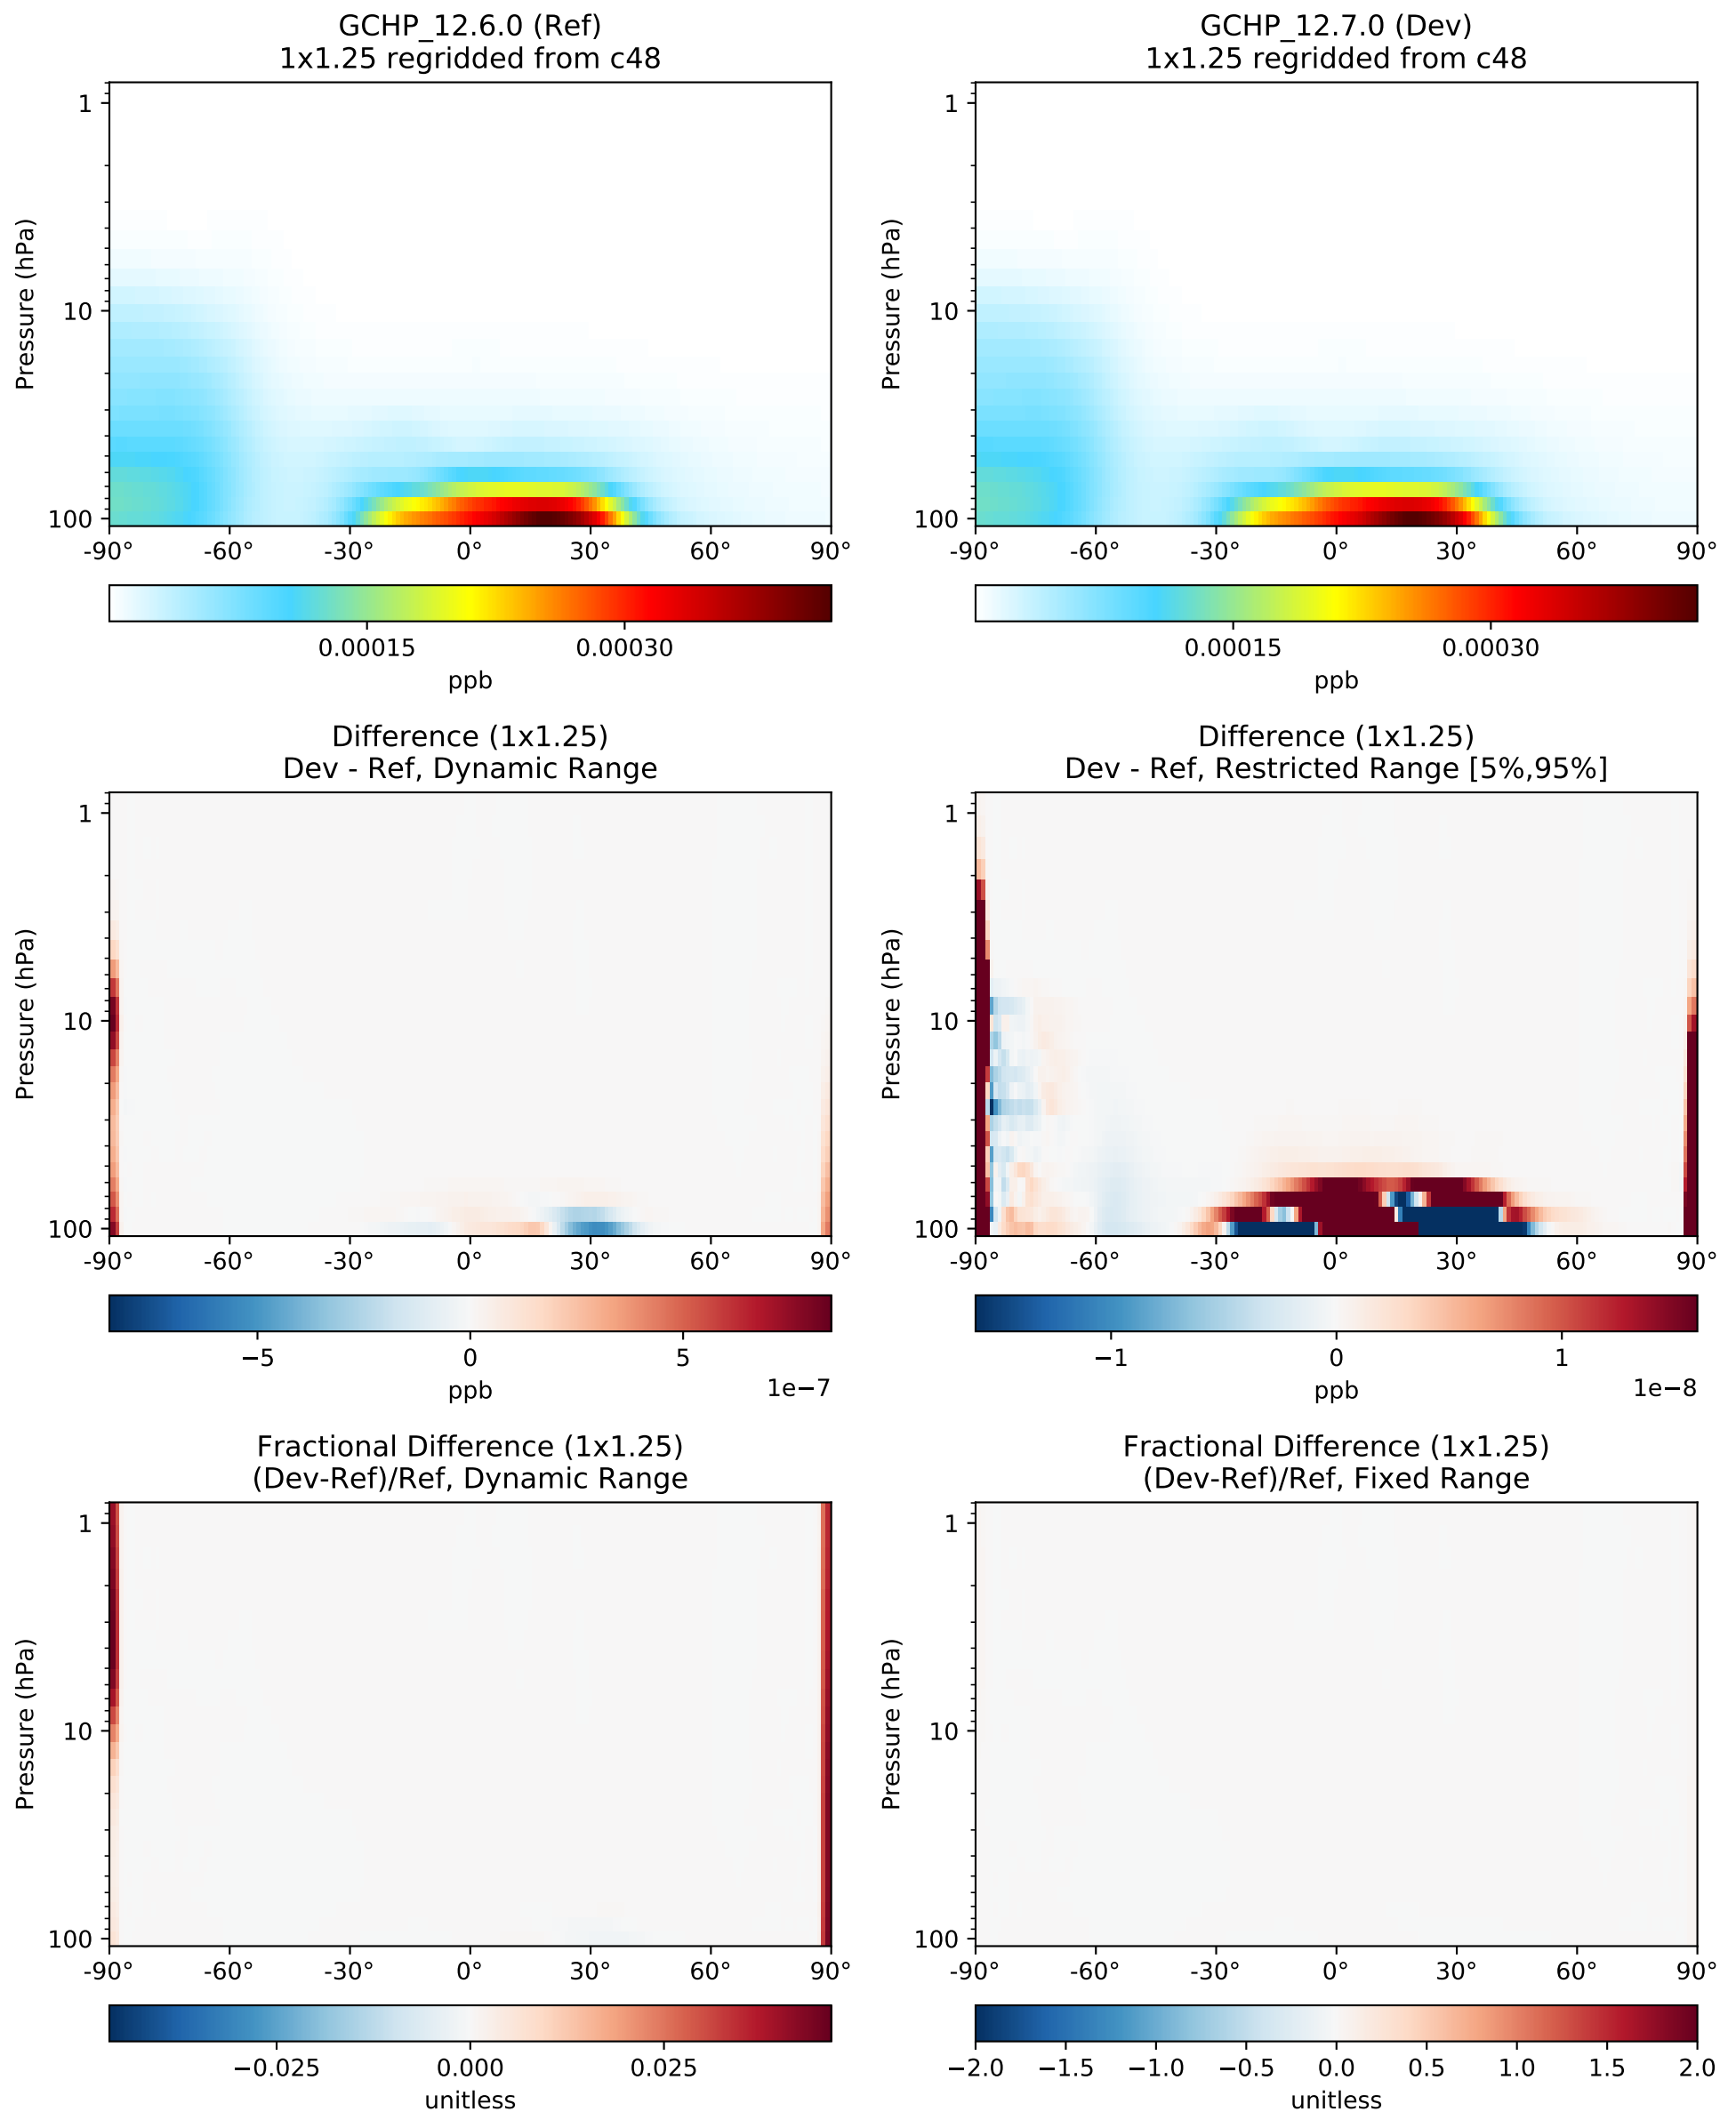 GCHP_12.6.0 (Ref)
1x1.25 regridded from c48
Pressure (hPa)
1
10
100
-90° -60° -30° 0° 30° 60° 90°
0.00015 0.00030
ppb
GCHP_12.7.0 (Dev)
1x1.25 regridded from c48
Pressure (hPa)
1
10
100
-90° -60° -30° 0° 30° 60° 90°
0.00015 0.00030
ppb
Difference (1x1.25)
Dev - Ref, Dynamic Range
Pressure (hPa)
1
10
100
-90° -60° -30° 0° 30° 60° 90°
−5 0 5
ppb 1e−7
Difference (1x1.25)
Dev - Ref, Restricted Range [5%,95%]
Pressure (hPa)
1
10
100
-90° -60° -30° 0° 30° 60° 90°
−1 0 1
ppb 1e−8
Fractional Difference (1x1.25)
(Dev-Ref)/Ref, Dynamic Range
Pressure (hPa)
1
10
100
-90° -60° -30° 0° 30° 60° 90°
−0.025 0.000 0.025
unitless
Fractional Difference (1x1.25)
(Dev-Ref)/Ref, Fixed Range
Pressure (hPa)
1
10
100
-90° -60° -30° 0° 30° 60° 90°
−2.0 −1.5 −1.0 −0.5 0.0 0.5 1.0 1.5 2.0
unitless